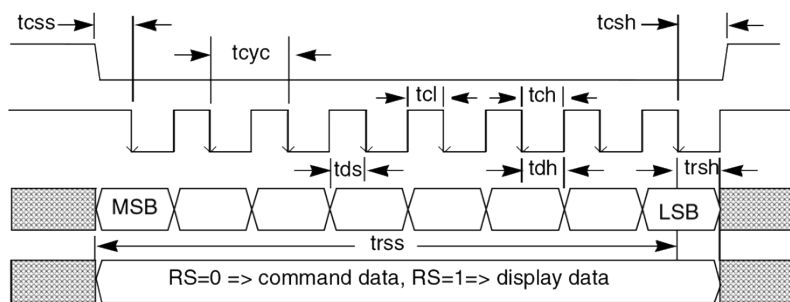 tcss
tcsh
tcyc
tcl
tch
tds
tdh
trsh
MSB
LSB
trss
RS=0 => command data, RS=1=> display data